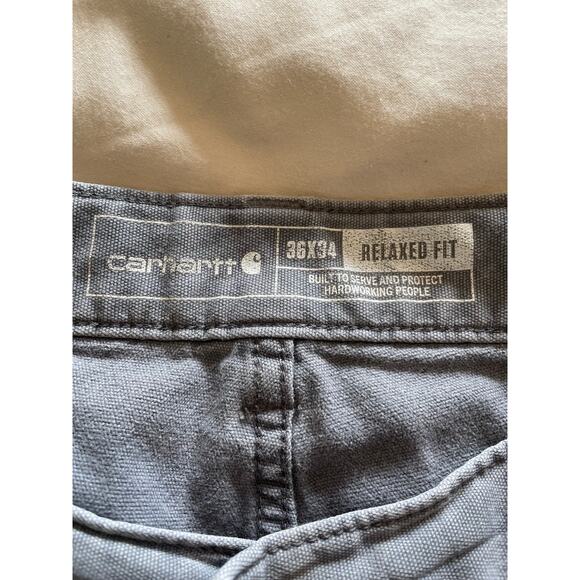 carhartt
36X34
RELAXED FIT
BUILT TO SERVE AND PROTECT
HARDWORKING PEOPLE